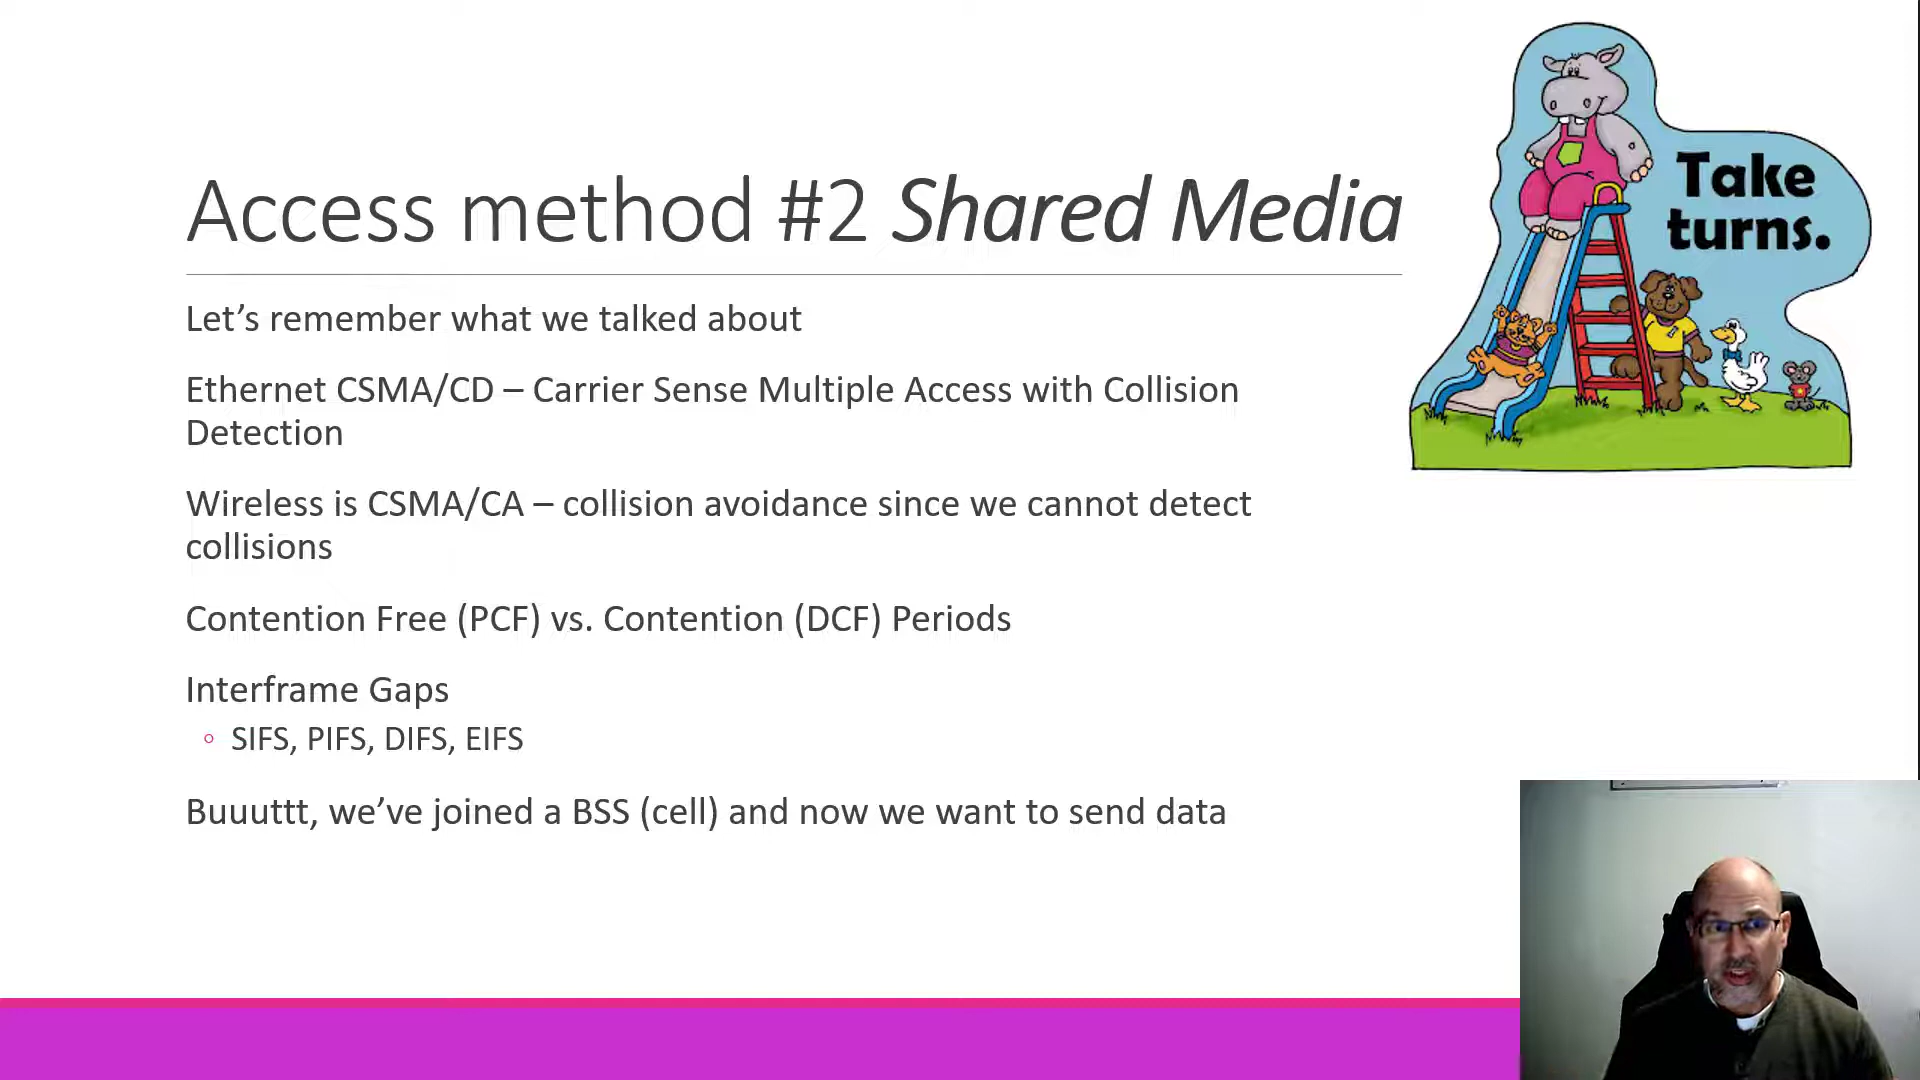 Access method #2 Shared Media
Take
turns.
Let’s remember what we talked about
Ethernet CSMA/CD – Carrier Sense Multiple Access with Collision
Detection
Wireless is CSMA/CA – collision avoidance since we cannot detect
collisions
Contention Free (PCF) vs. Contention (DCF) Periods
Interframe Gaps
◦ SIFS, PIFS, DIFS, EIFS
Buuuttt, we’ve joined a BSS (cell) and now we want to send data